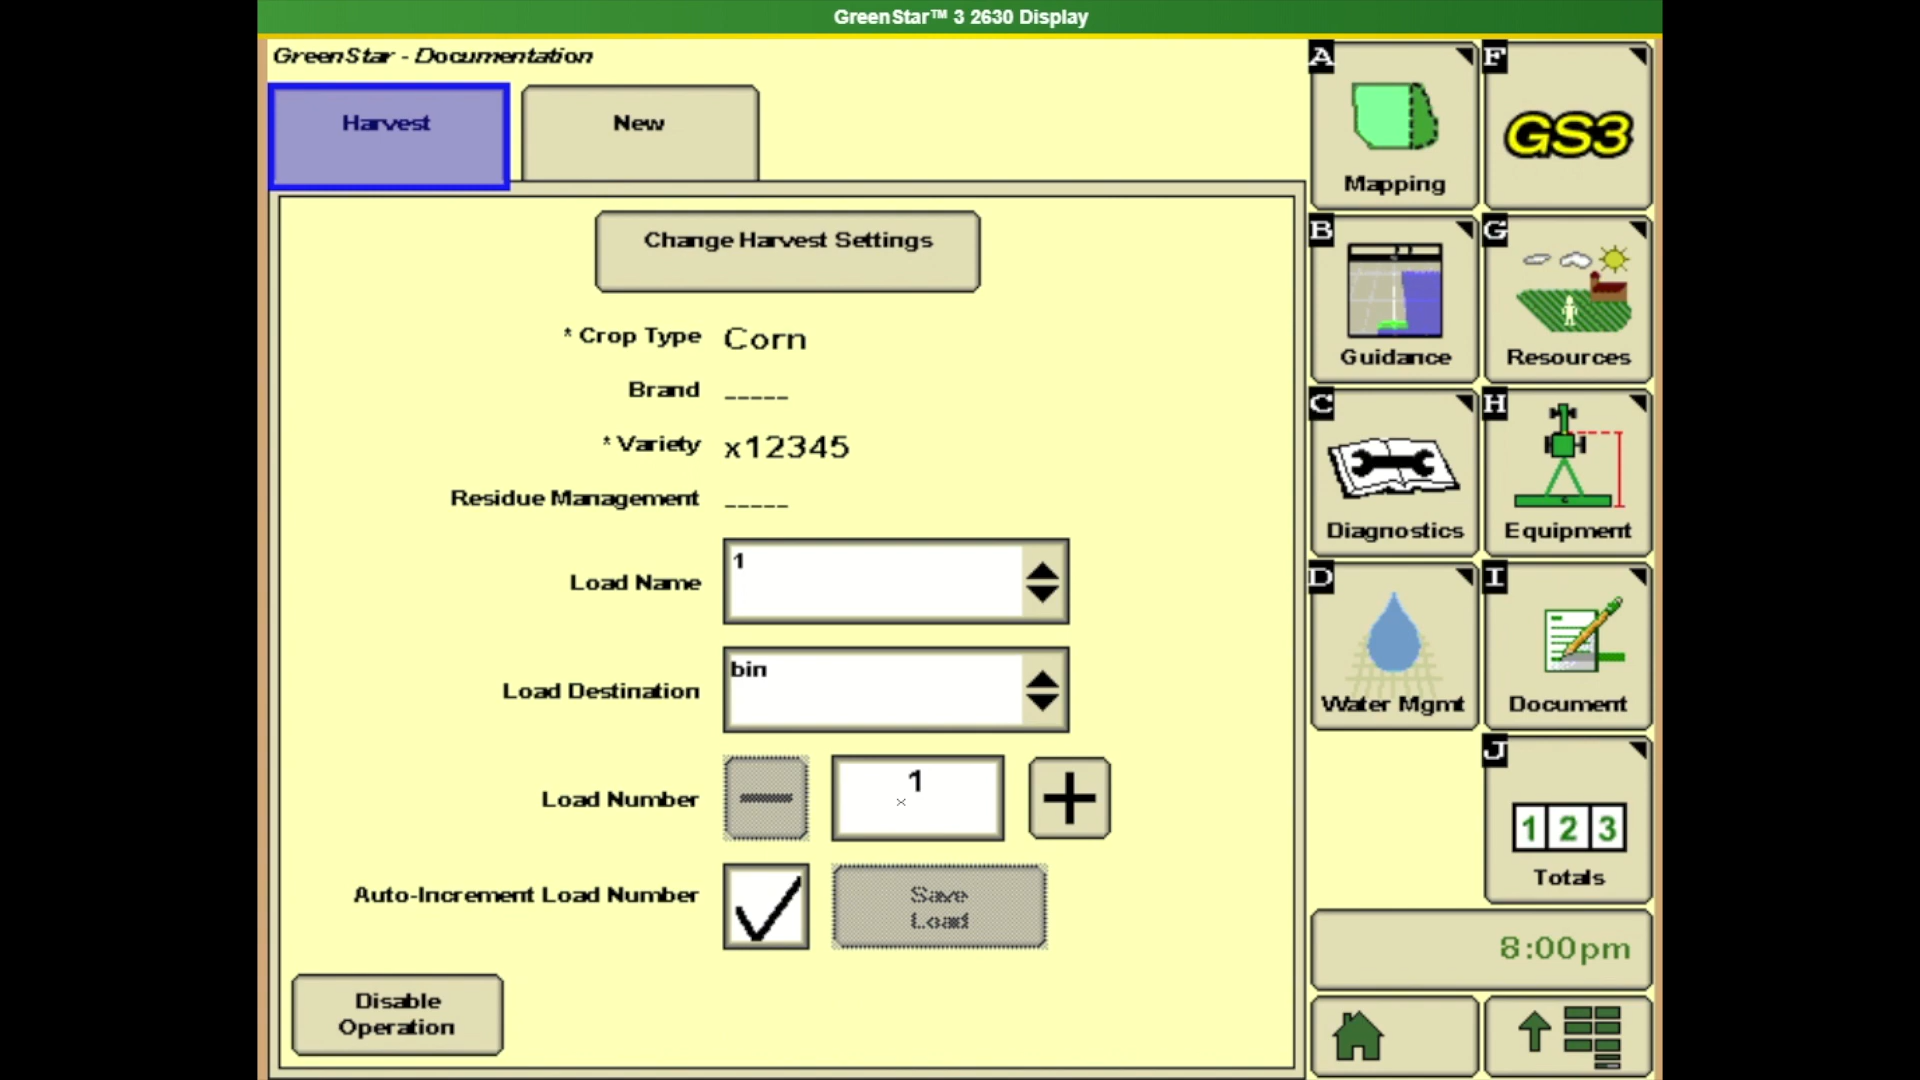 GreenStar™ 3 2630 Display
GreenStar - Documentation
Harvest
New
Change Harvest Settings
* Crop Type Corn
Brand _____
* Variety x12345
Residue Management _____
Load Name 1
Load Destination bin
Load Number 1
Auto-Increment Load Number
Save
Load
Disable
Operation
A
Mapping
F
GS3
B
Guidance
G
Resources
C
Diagnostics
H
Equipment
D
Water Mgmt
I
Document
J
1 2 3
Totals
8:00pm